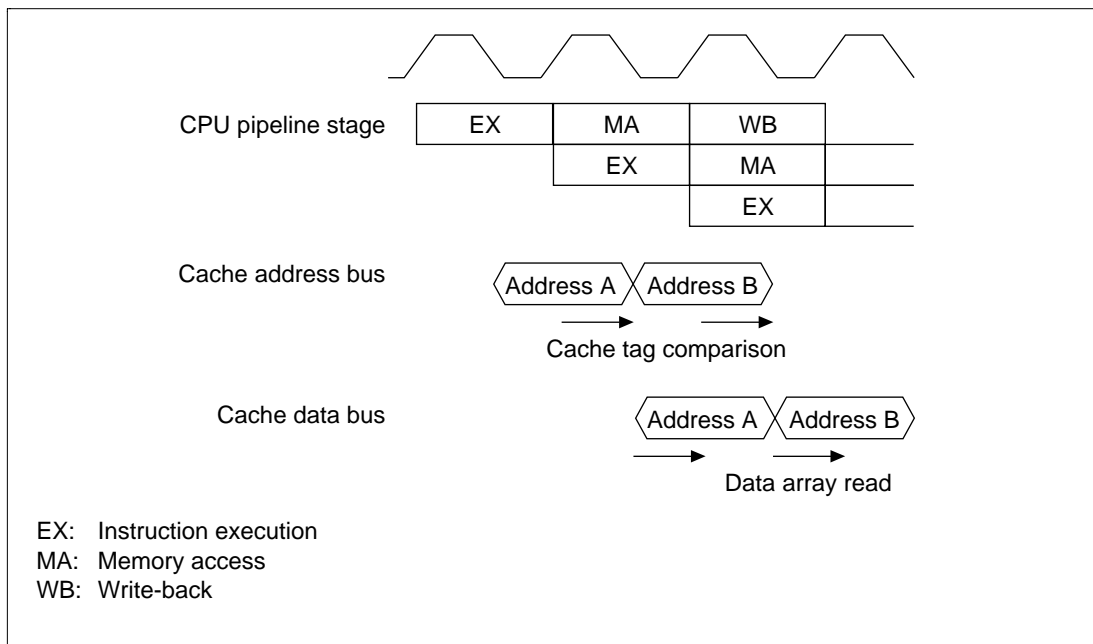 CPU pipeline stage EX MA WB
EX MA
EX
Cache address bus Address A Address B
Cache tag comparison
Cache data bus Address A Address B
Data array read
EX: Instruction execution
MA: Memory access
WB: Write-back